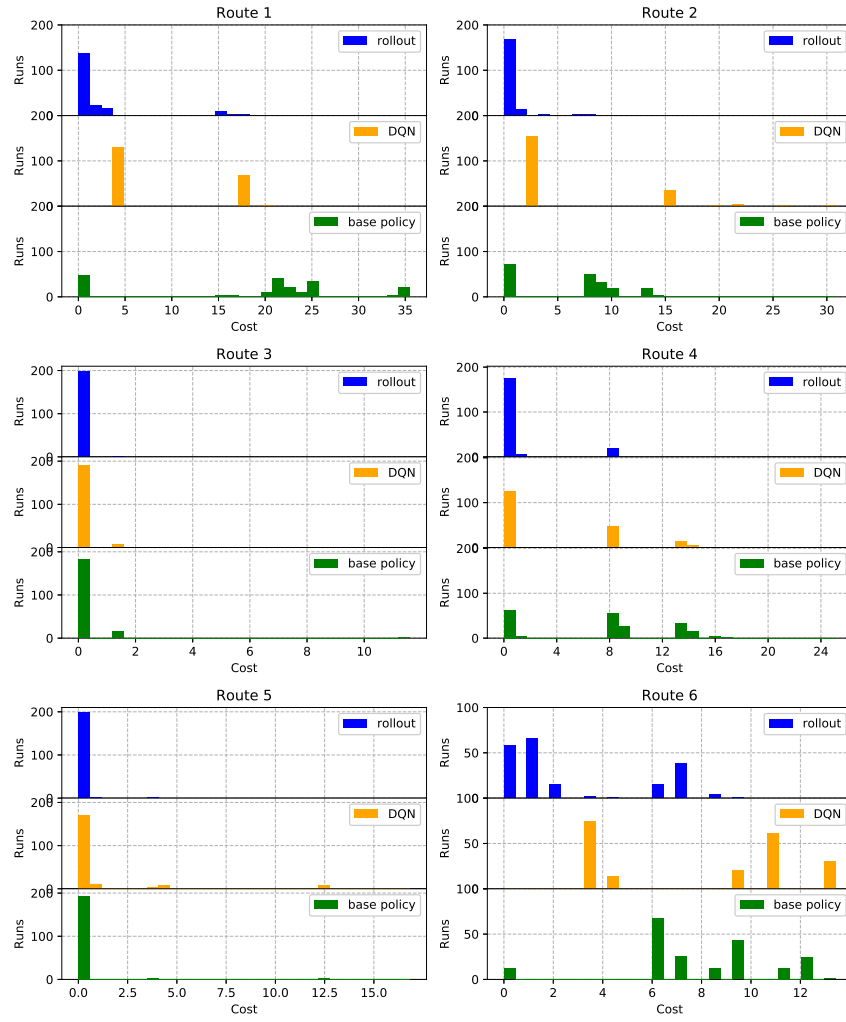 Route 1
200
100
0
Runs
rollout
200
100
0
Runs
DQN
200
100
0
Runs
base policy
0 5 10 15 20 25 30 35
Cost
Route 2
200
100
0
Runs
rollout
200
100
0
Runs
DQN
200
100
0
Runs
base policy
0 5 10 15 20 25 30
Cost
Route 3
200
100
0
Runs
rollout
200
100
0
Runs
DQN
200
100
0
Runs
base policy
0 2 4 6 8 10
Cost
Route 4
200
100
0
Runs
rollout
200
100
0
Runs
DQN
200
100
0
Runs
base policy
0 4 8 12 16 20 24
Cost
Route 5
200
100
0
Runs
rollout
200
100
0
Runs
DQN
200
100
0
Runs
base policy
0.0 2.5 5.0 7.5 10.0 12.5 15.0
Cost
Route 6
100
50
0
Runs
rollout
100
50
0
Runs
DQN
100
50
0
Runs
base policy
0 2 4 6 8 10 12
Cost